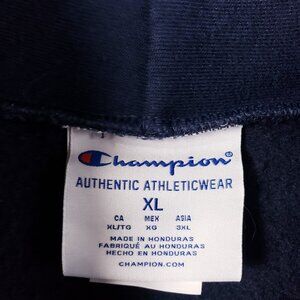 Champion®
AUTHENTIC ATHLETICWEAR
XL
CA MEX ASIA
XL/TG XG 3XL
MADE IN HONDURAS
FABRIQUÉ AU HONDURAS
HECHO EN HONDURAS
CHAMPION.COM